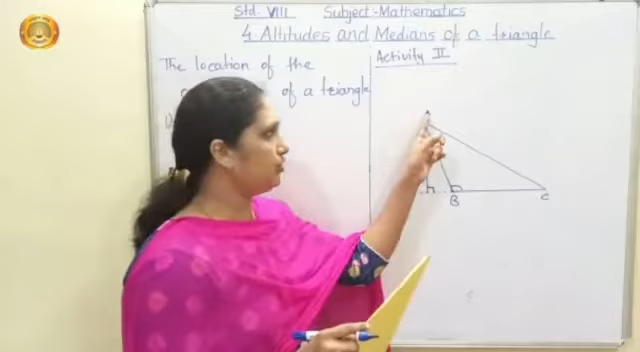 Std. VIII Subject-Mathematics
4 Altitudes and Medians of a triangle
The location of the
of a triangle
Activity II
B
C